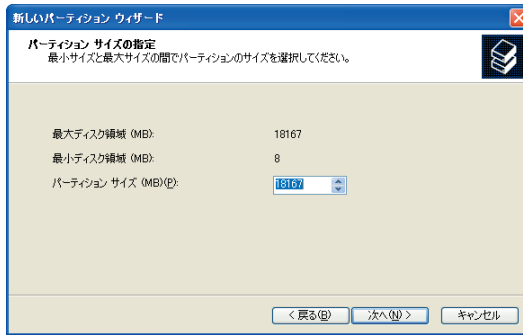 新しいパーティション ウィザード
パーティション サイズの指定
最小サイズと最大サイズの間でパーティションのサイズを選択してください。
最大ディスク領域 (MB): 18167
最小ディスク領域 (MB): 8
パーティション サイズ (MB)(P): 18167
< 戻る(B) 次へ(N) > キャンセル